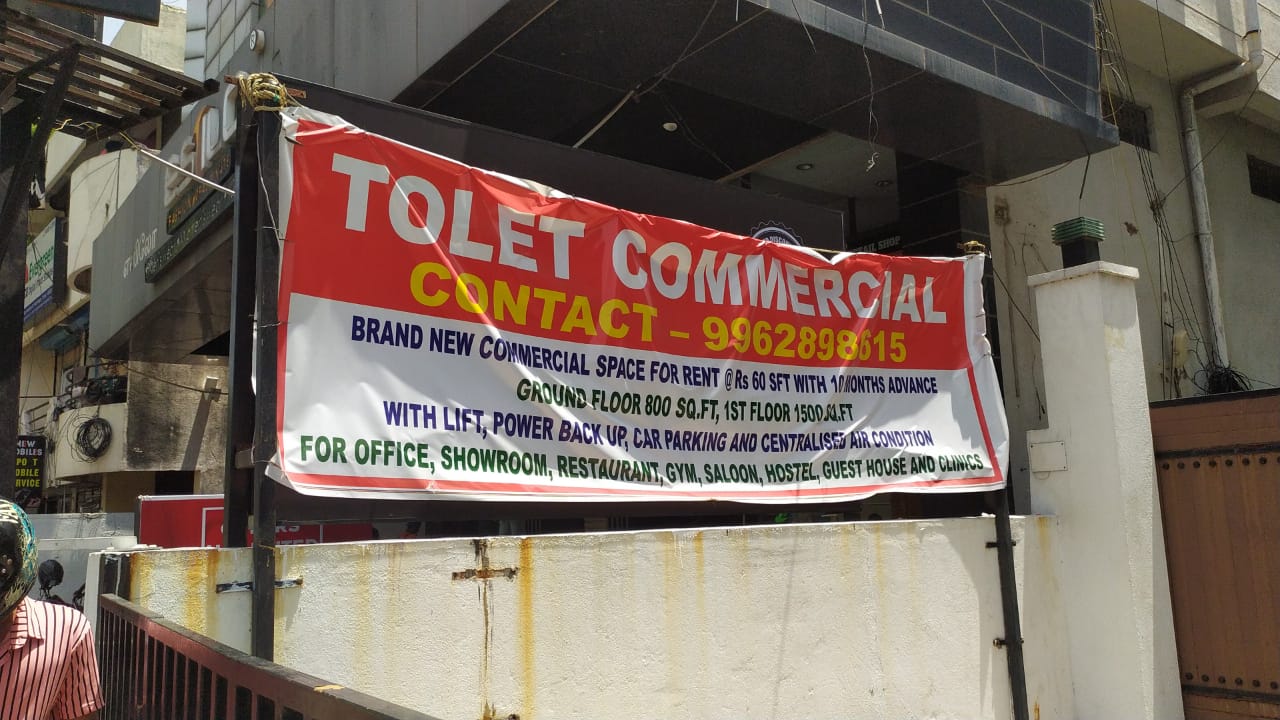 TOLET COMMERCIAL
CONTACT – 9962898615
BRAND NEW COMMERCIAL SPACE FOR RENT @ Rs 60 SFT WITH 10 MONTHS ADVANCE
GROUND FLOOR 800 SQ.FT, 1ST FLOOR 1500 SQ.FT
WITH LIFT, POWER BACK UP, CAR PARKING AND CENTRALISED AIR CONDITION
FOR OFFICE, SHOWROOM, RESTAURANT, GYM, SALOON, HOSTEL, GUEST HOUSE AND CLINICS
SHOP
NEW